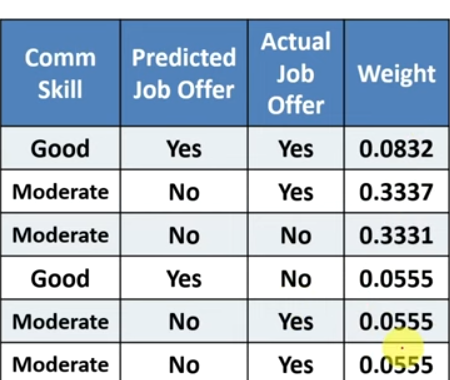 Comm Skill | Predicted Job Offer | Actual Job Offer | Weight
Good | Yes | Yes | 0.0832
Moderate | No | Yes | 0.3337
Moderate | No | No | 0.3331
Good | Yes | No | 0.0555
Moderate | No | Yes | 0.0555
Moderate | No | Yes | 0.0555